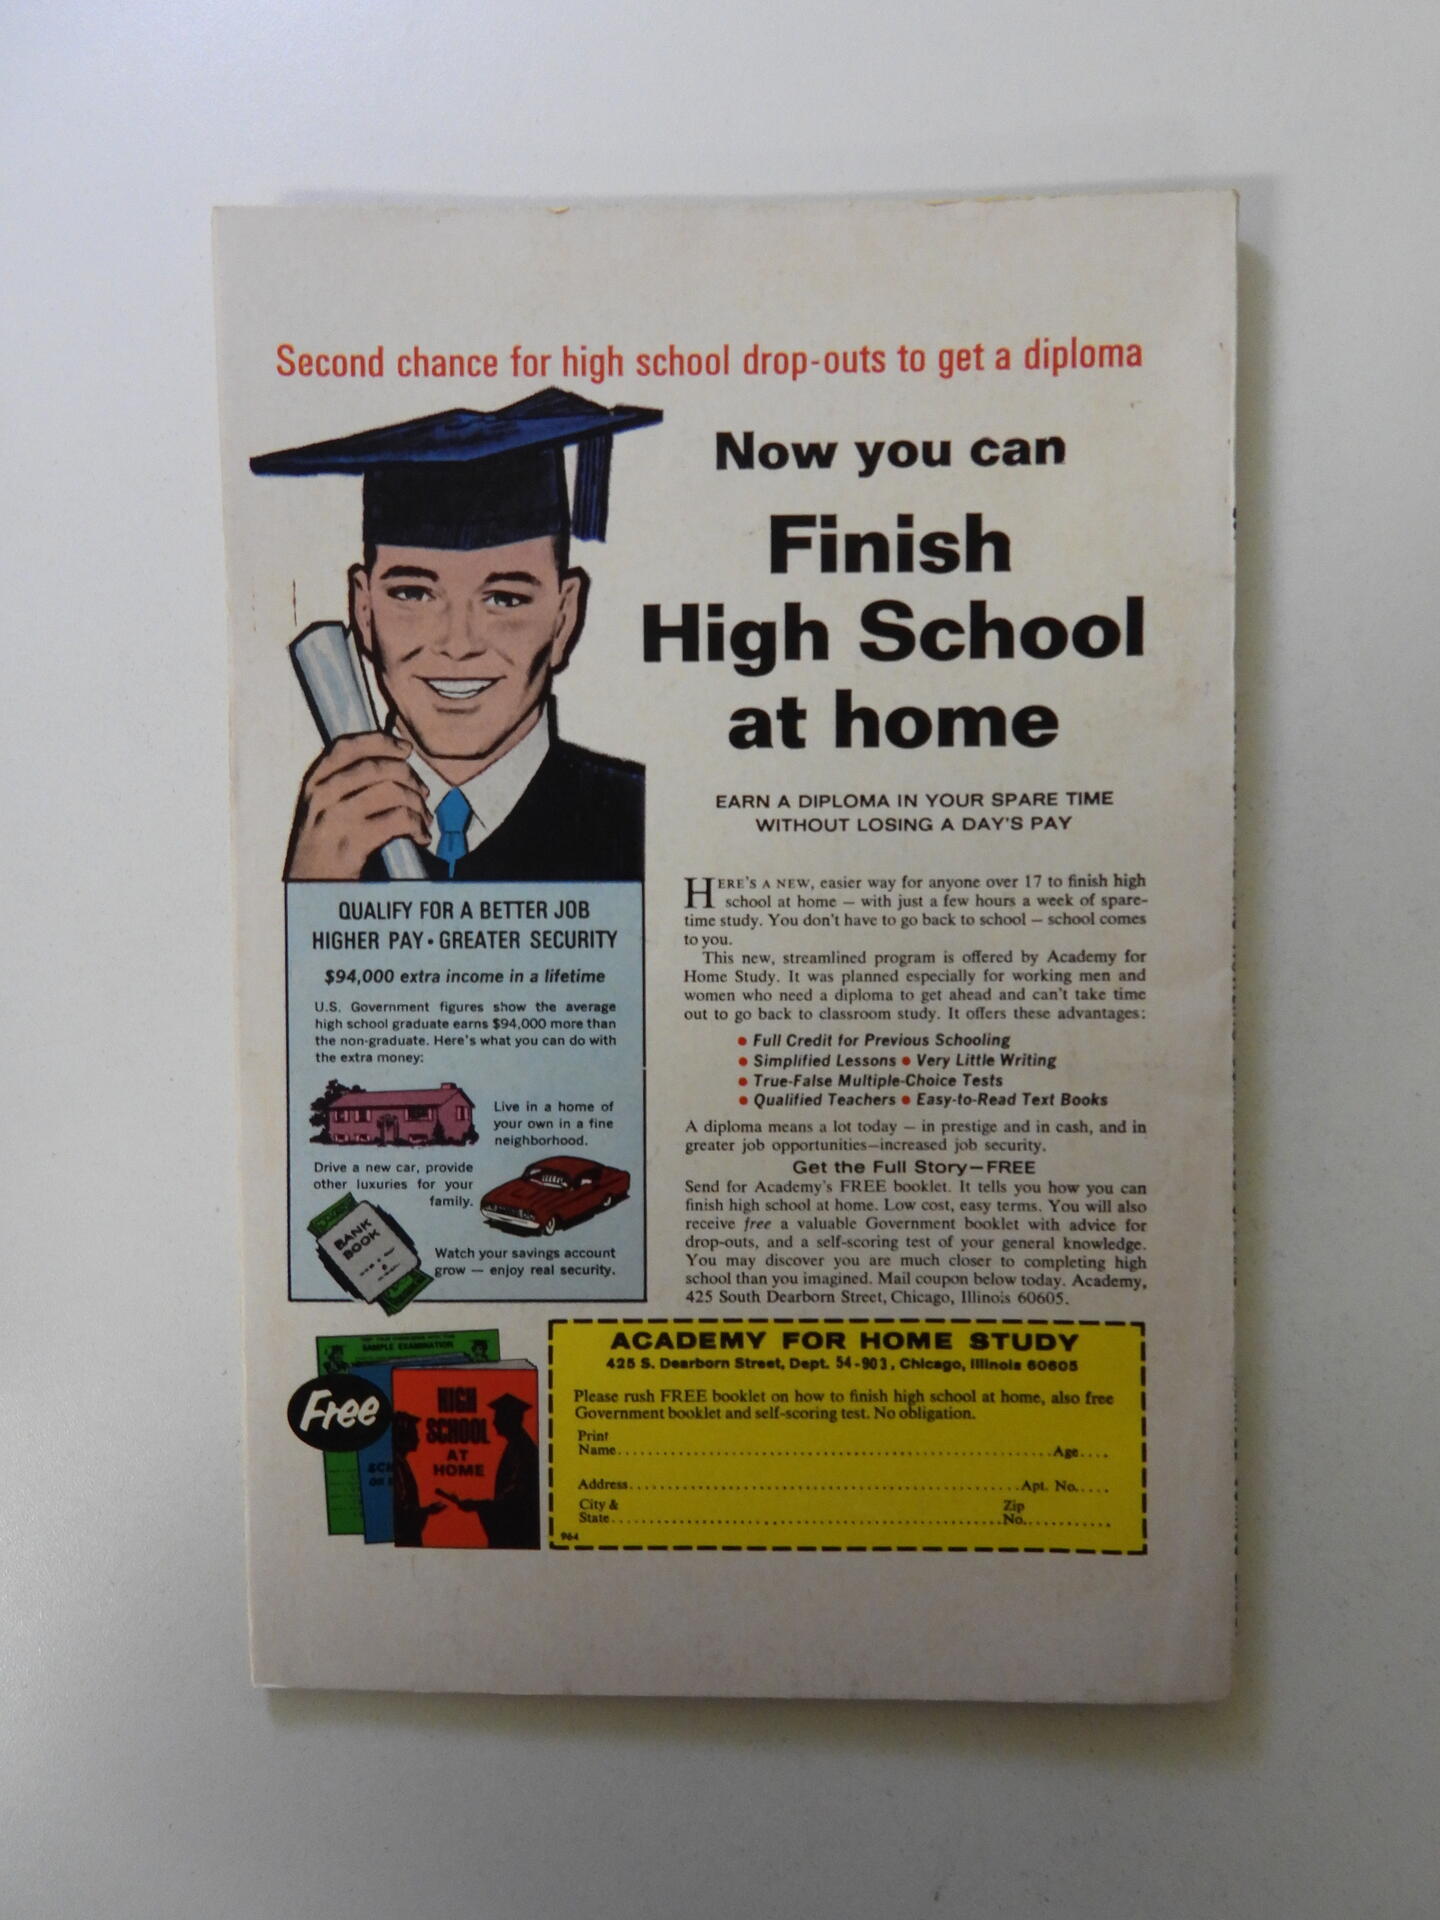 Second chance for high school drop-outs to get a diploma
Now you can
Finish
High School
at home
EARN A DIPLOMA IN YOUR SPARE TIME
WITHOUT LOSING A DAY'S PAY
HERE'S A NEW, easier way for anyone over 17 to finish high
school at home — with just a few hours a week of spare-
time study. You don't have to go back to school — school comes
to you.
This new, streamlined program is offered by Academy for
Home Study. It was planned especially for working men and
women who need a diploma to get ahead and can't take time
out to go back to classroom study. It offers these advantages:
• Full Credit for Previous Schooling
• Simplified Lessons • Very Little Writing
• True-False Multiple-Choice Tests
• Qualified Teachers • Easy-to-Read Text Books
A diploma means a lot today — in prestige and in cash, and in
greater job opportunities—increased job security.
Get the Full Story—FREE
Send for Academy's FREE booklet. It tells you how you can
finish high school at home. Low cost, easy terms. You will also
receive free a valuable Government booklet with advice for
drop-outs, and a self-scoring test of your general knowledge.
You may discover you are much closer to completing high
school than you imagined. Mail coupon below today. Academy,
425 South Dearborn Street, Chicago, Illinois 60605.
QUALIFY FOR A BETTER JOB
HIGHER PAY • GREATER SECURITY
$94,000 extra income in a lifetime
U.S. Government figures show the average
high school graduate earns $94,000 more than
the non-graduate. Here's what you can do with
the extra money:
Live in a home of
your own in a fine
neighborhood.
Drive a new car, provide
other luxuries for your
family.
BANK
BOOK
Watch your savings account
grow — enjoy real security.
SAMPLE EXAMINATION
Free
HIGH
SCHOOL
AT
HOME
ACADEMY FOR HOME STUDY
425 S. Dearborn Street, Dept. 54-903, Chicago, Illinois 60605
Please rush FREE booklet on how to finish high school at home, also free
Government booklet and self-scoring test. No obligation.
Print
Name..........Age....
Address..........Apt. No.....
City & Zip
State..........No..........
964